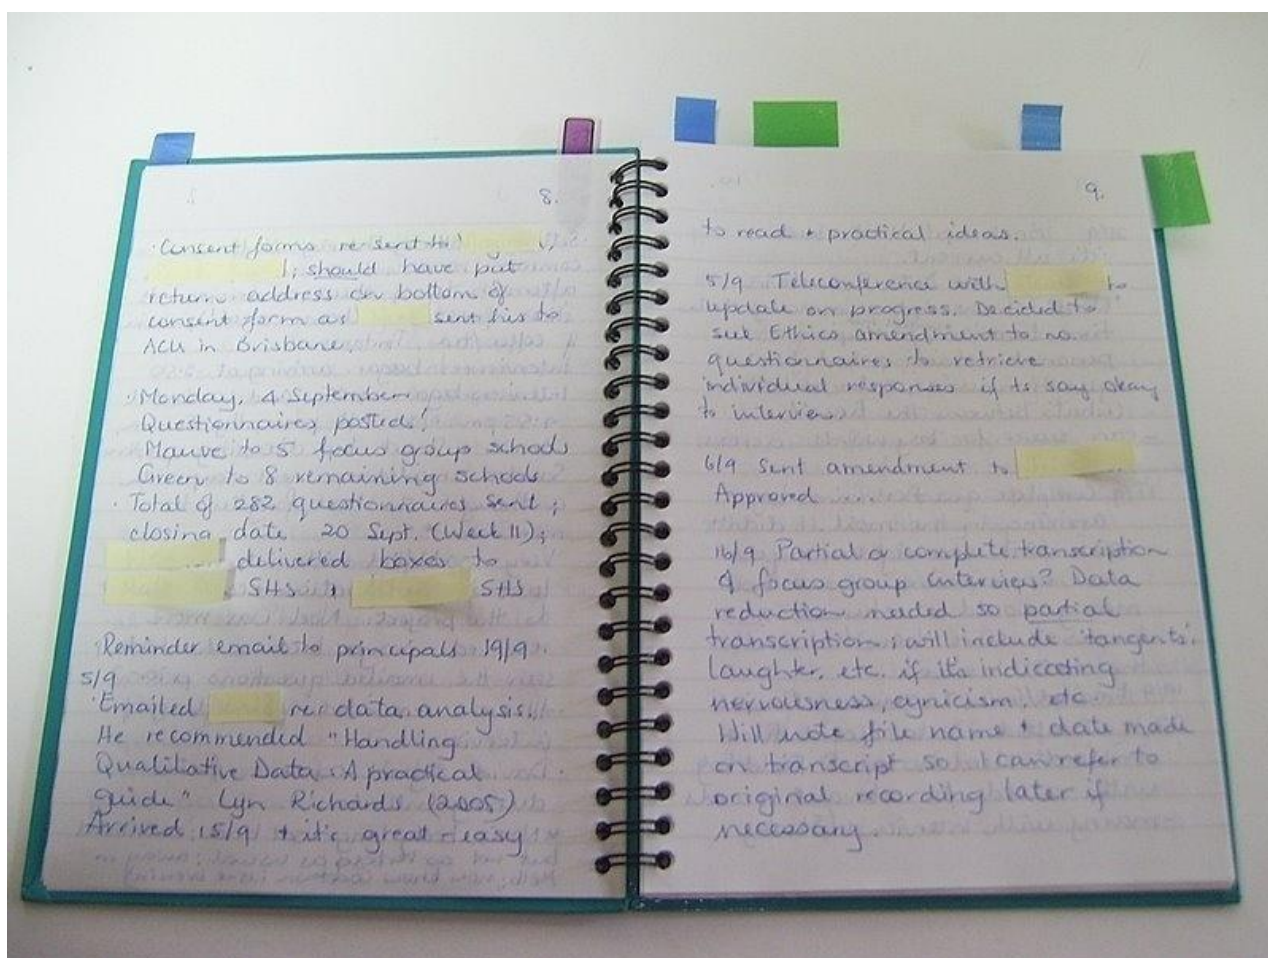 8.
· Consent forms re-sent to
; should have put
return address on bottom of
consent form as sent his to
ACU in Brisbane.
· Monday, 4 September
Questionnaires posted!
Mauve to 5 focus group schools
Green to 8 remaining schools
· Total of 282 questionnaires sent;
closing date 20 Sept. (Week 11);
delivered boxes to
SHS + SHS
· Reminder email to principals 19/9.
5/9
· Emailed re data analysis.
He recommended "Handling
Qualitative Data: A practical
guide" Lyn Richards (2005)
Arrived 15/9 + it's great - easy
9.
to read + practical ideas.
5/9 Teleconference with to
update on progress. Decided to
Ethics amendment to no.
questionnaires to retrieve
individual responses if ts say okay
to interviews
6/9 Sent amendment to
Approved
16/9 Partial or complete transcription
of focus group interview? Data
reduction needed so partial
transcription; will include 'tangents',
laughter, etc. if it's indicating
nervousness, cynicism, etc
Will note file name + date made
on transcript so I can refer to
original recording later if
necessary.